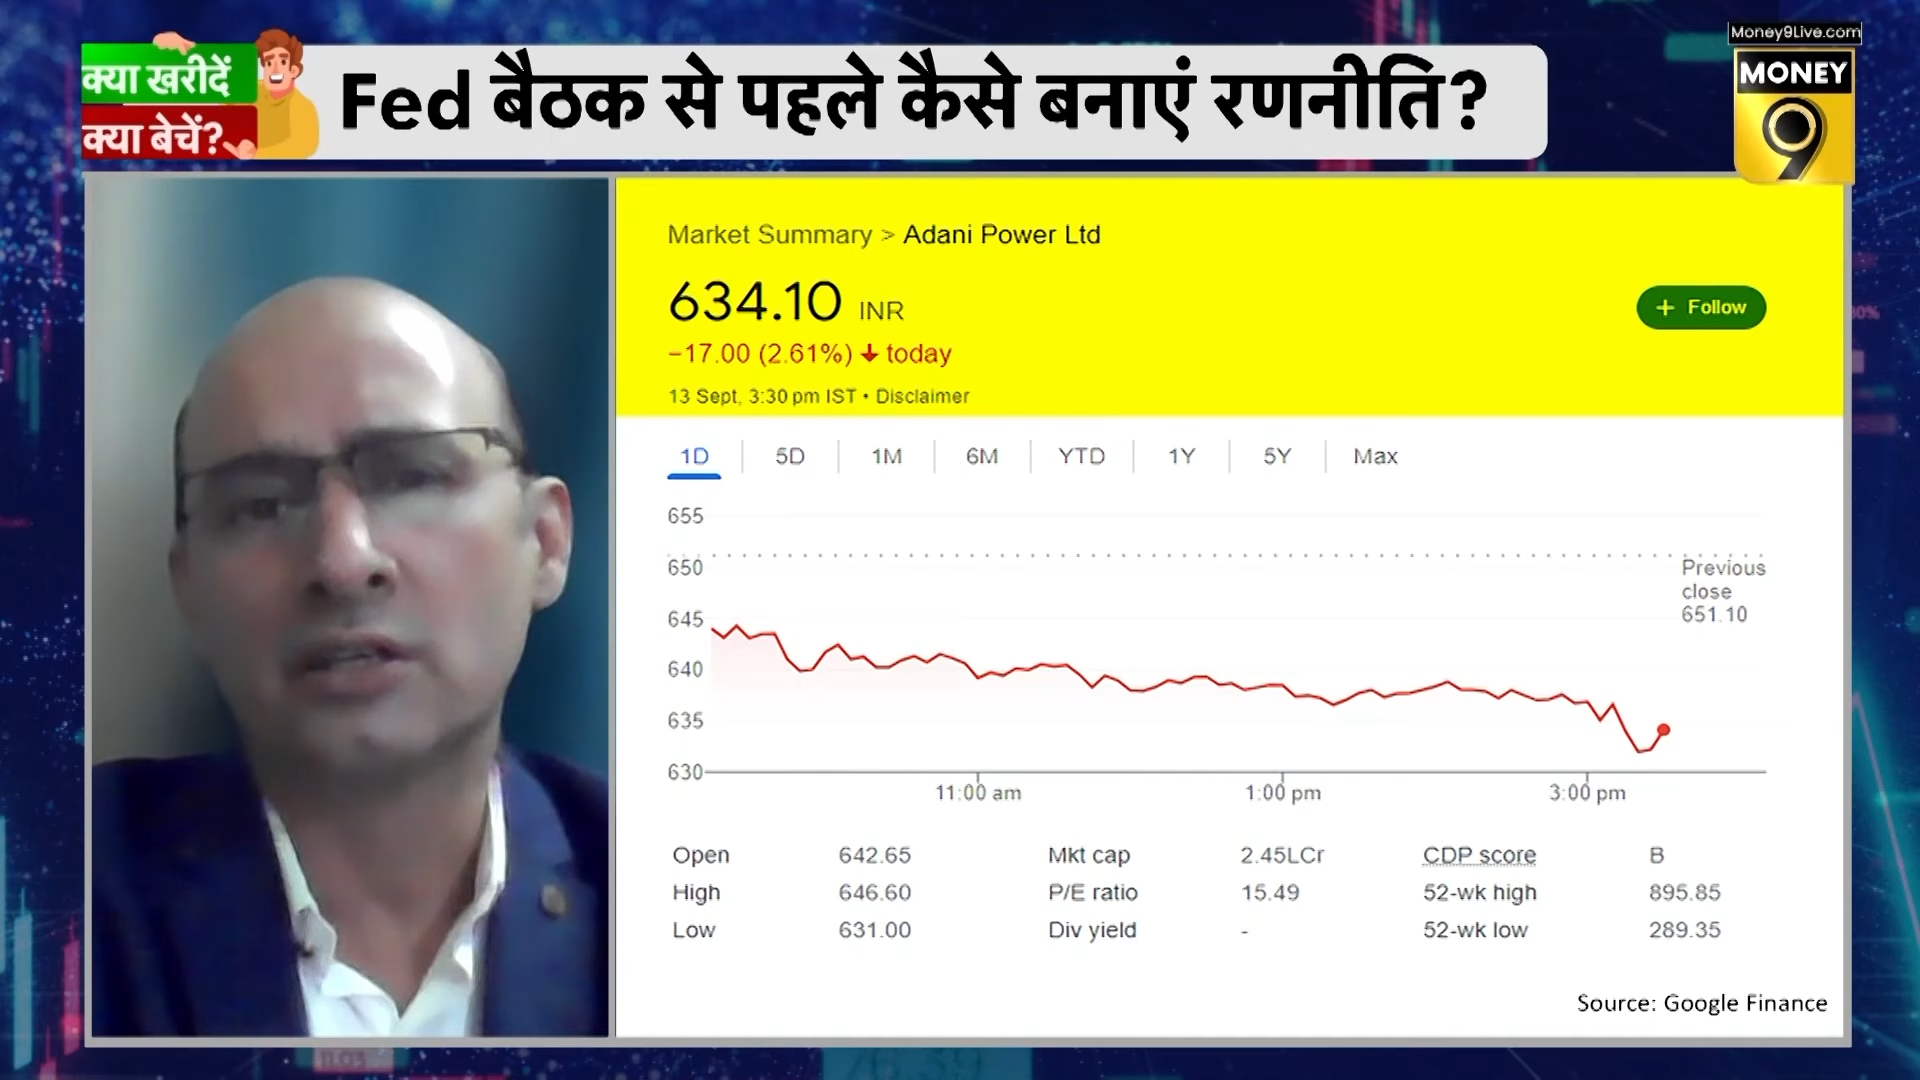 Money9Live.com
MONEY
9
क्या खरीदें
क्या बेचें?
Fed बैठक से पहले कैसे बनाएं रणनीति?
Market Summary > Adani Power Ltd
634.10 INR
−17.00 (2.61%) ↓ today
13 Sept, 3:30 pm IST • Disclaimer
+ Follow
1D 5D 1M 6M YTD 1Y 5Y Max
655
650
645
640
635
630
Previous
close
651.10
11:00 am 1:00 pm 3:00 pm
Open 642.65 Mkt cap 2.45LCr CDP score B
High 646.60 P/E ratio 15.49 52-wk high 895.85
Low 631.00 Div yield - 52-wk low 289.35
Source: Google Finance